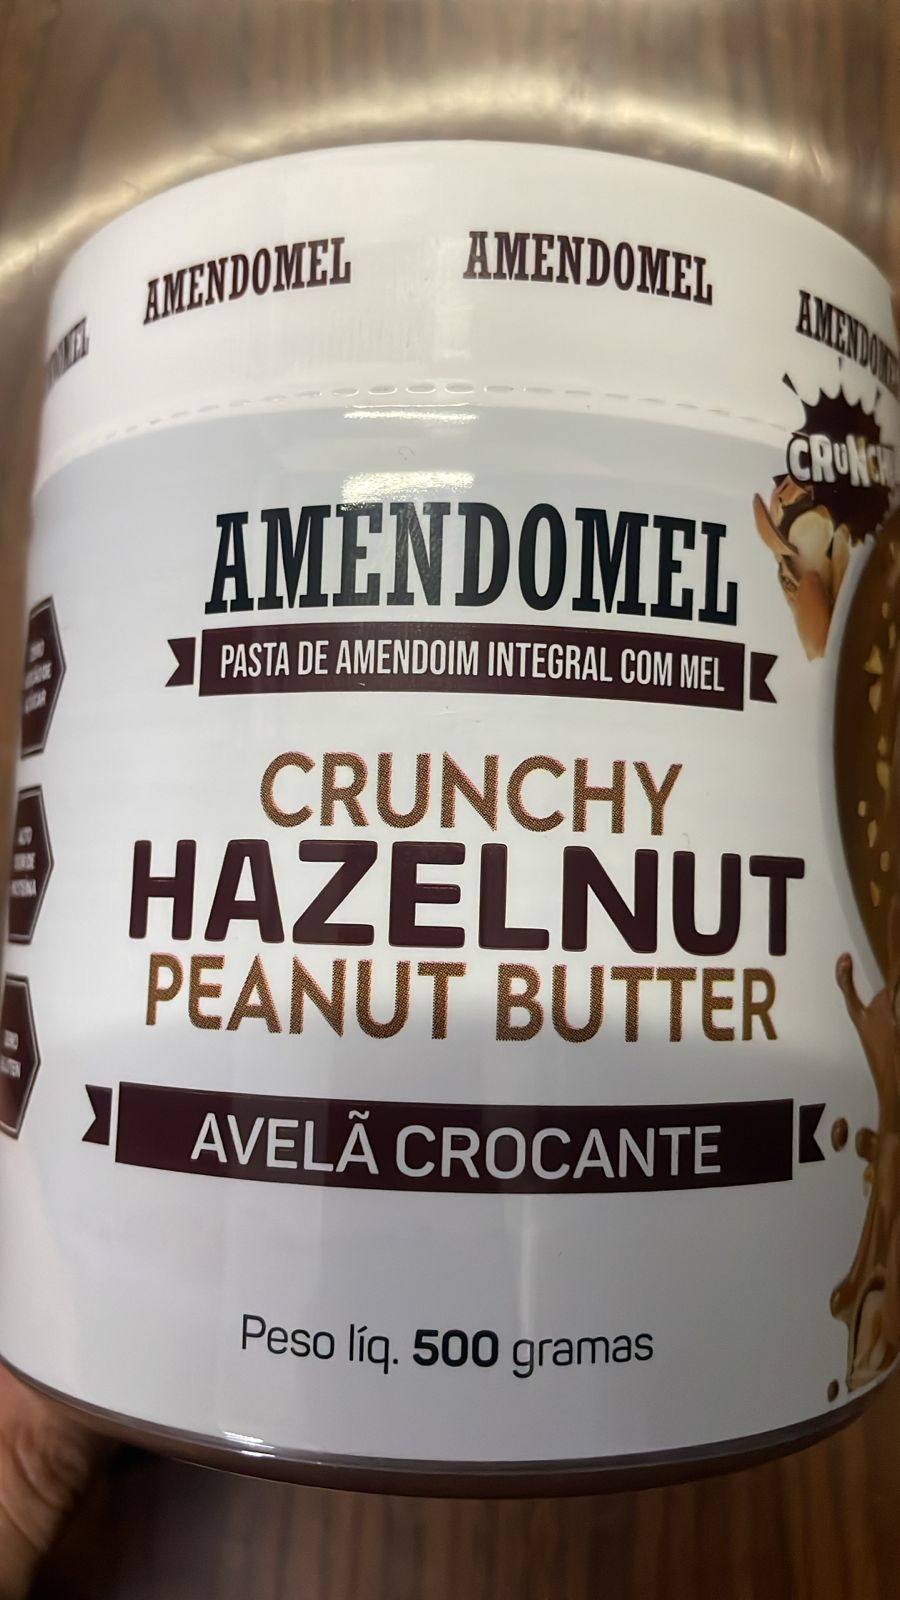 AMENDOMEL
AMENDOMEL
AMENDOMEL
CRUNCHY
AMENDOMEL
PASTA DE AMENDOIM INTEGRAL COM MEL
CRUNCHY
HAZELNUT
PEANUT BUTTER
AVELÃ CROCANTE
Peso líq. 500 gramas